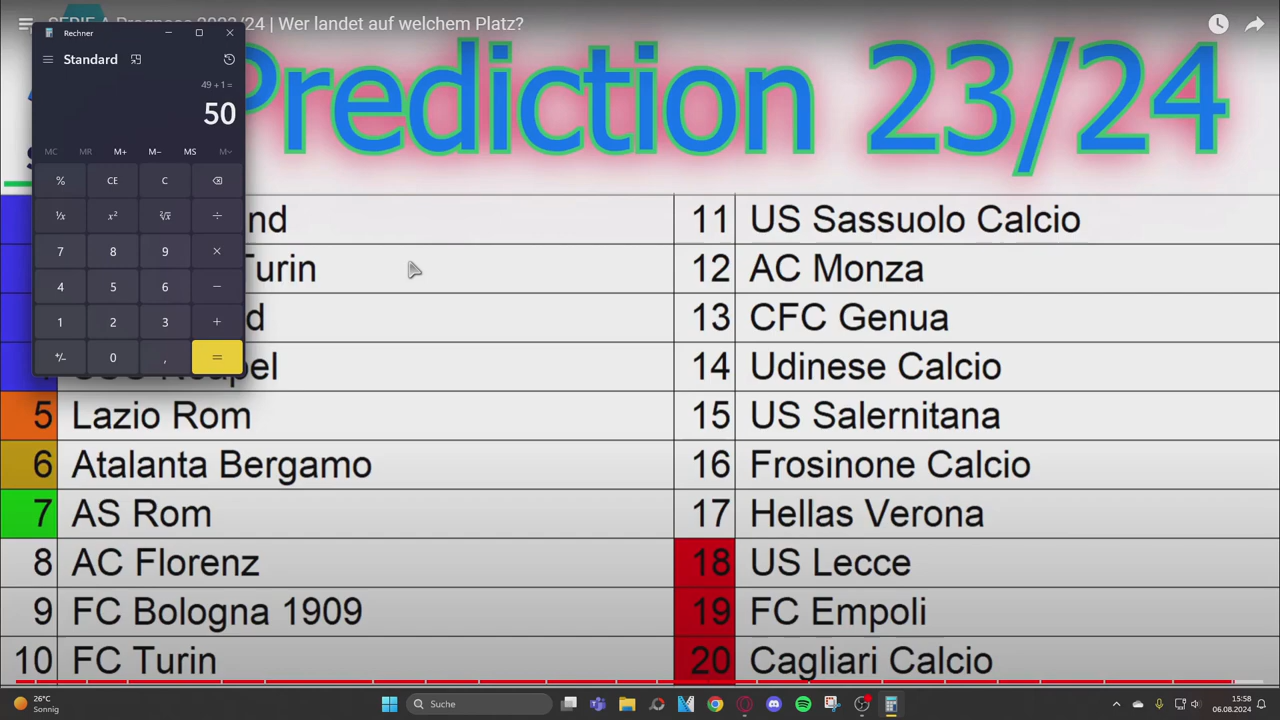 SERIE A Prognose 2023/24 | Wer landet auf welchem Platz?
Rechner
Standard
49 + 1 =
50
MC MR M+ M− MS M˅
% CE C
¹/x x² ²√x ÷
7 8 9 ×
4 5 6 −
1 2 3 +
+/− 0 , =
Prediction 23/24
nd
Turin
d
pel
5 Lazio Rom
6 Atalanta Bergamo
7 AS Rom
8 AC Florenz
9 FC Bologna 1909
10 FC Turin
11 US Sassuolo Calcio
12 AC Monza
13 CFC Genua
14 Udinese Calcio
15 US Salernitana
16 Frosinone Calcio
17 Hellas Verona
18 US Lecce
19 FC Empoli
20 Cagliari Calcio
26°C
Sonnig
Suche
15:58
06.08.2024